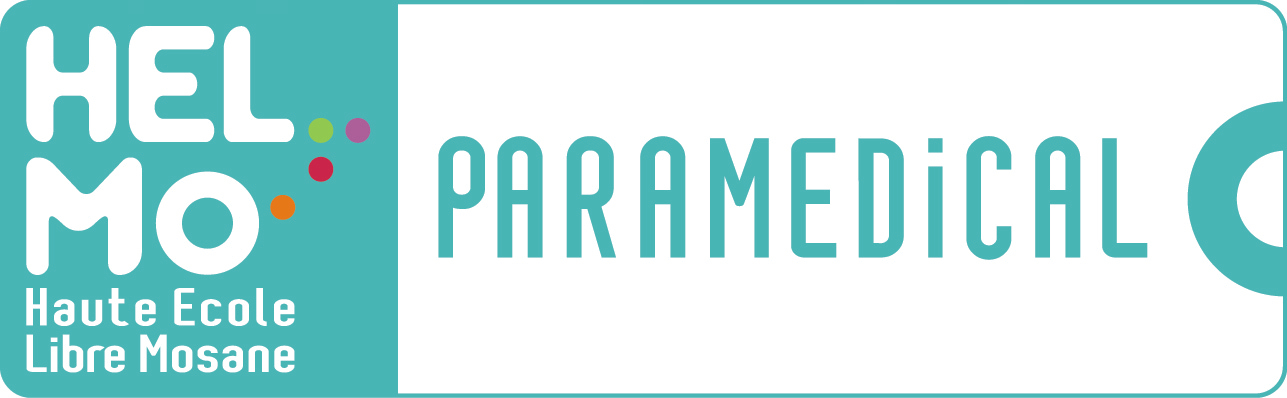 HEL
MO
Haute Ecole
Libre Mosane
PARAMEDiCAL